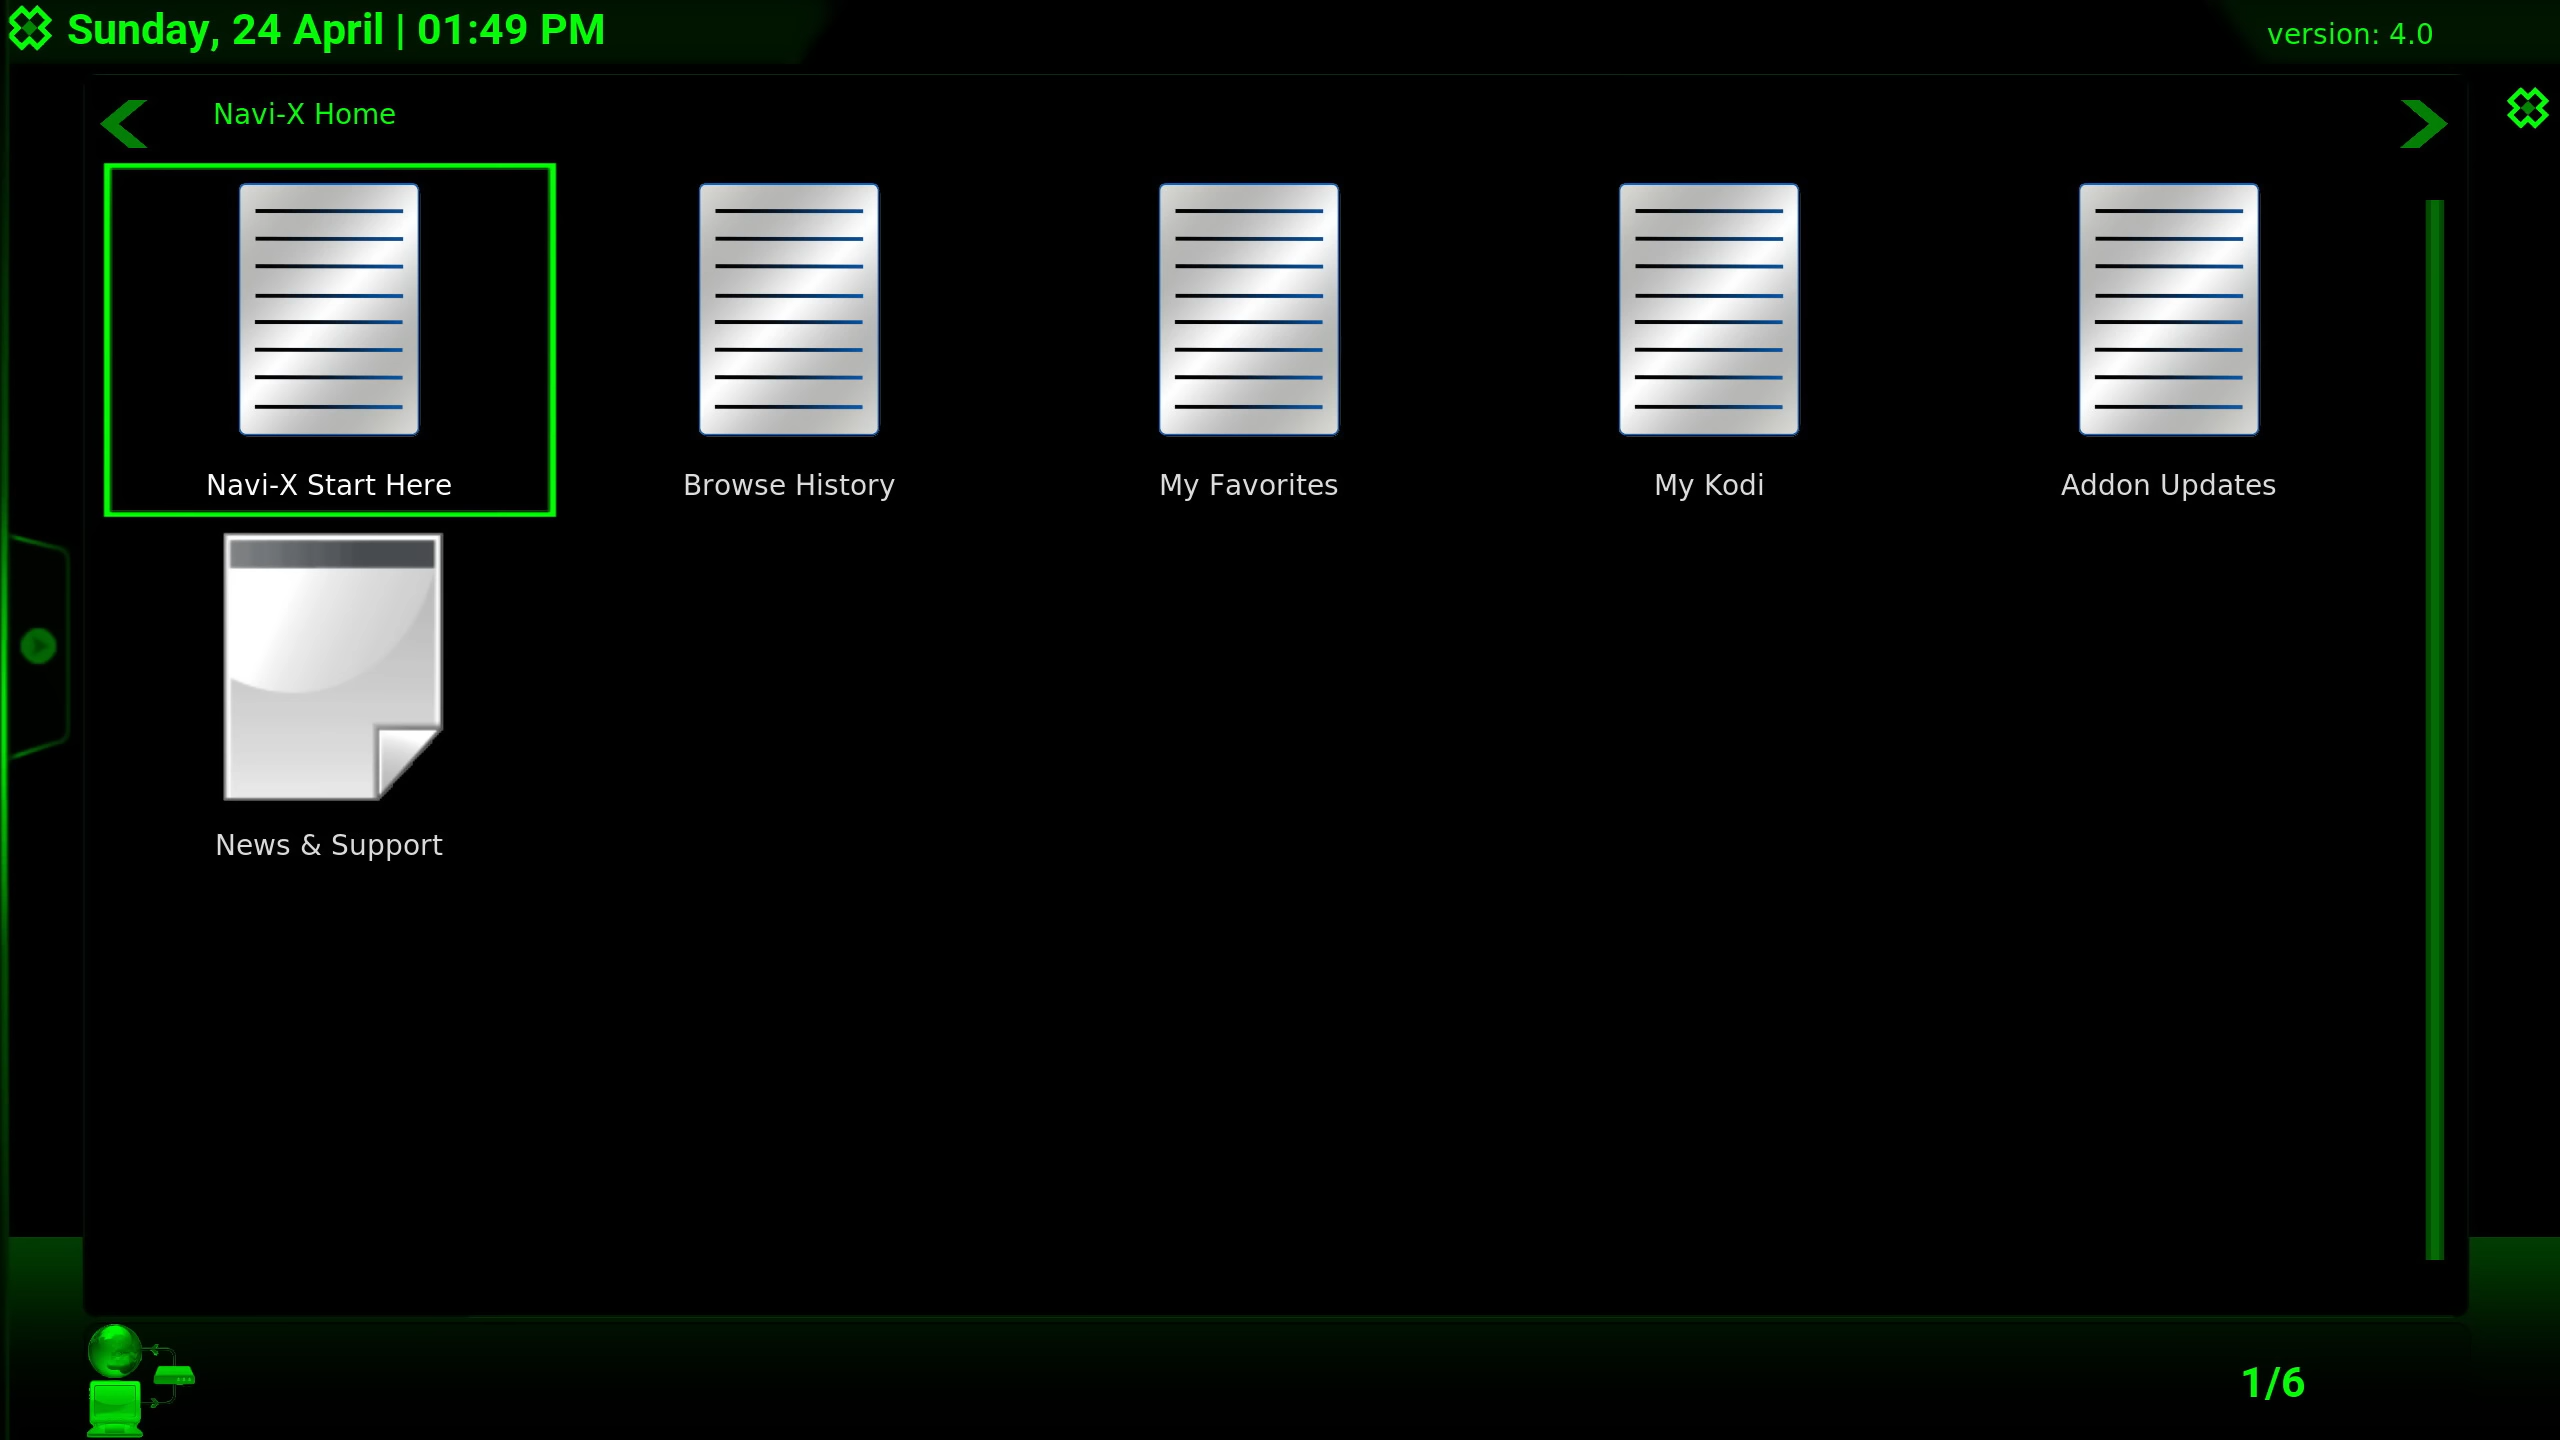 Sunday, 24 April | 01:49 PM
version: 4.0
Navi-X Home
Navi-X Start Here
Browse History
My Favorites
My Kodi
Addon Updates
News & Support
1/6